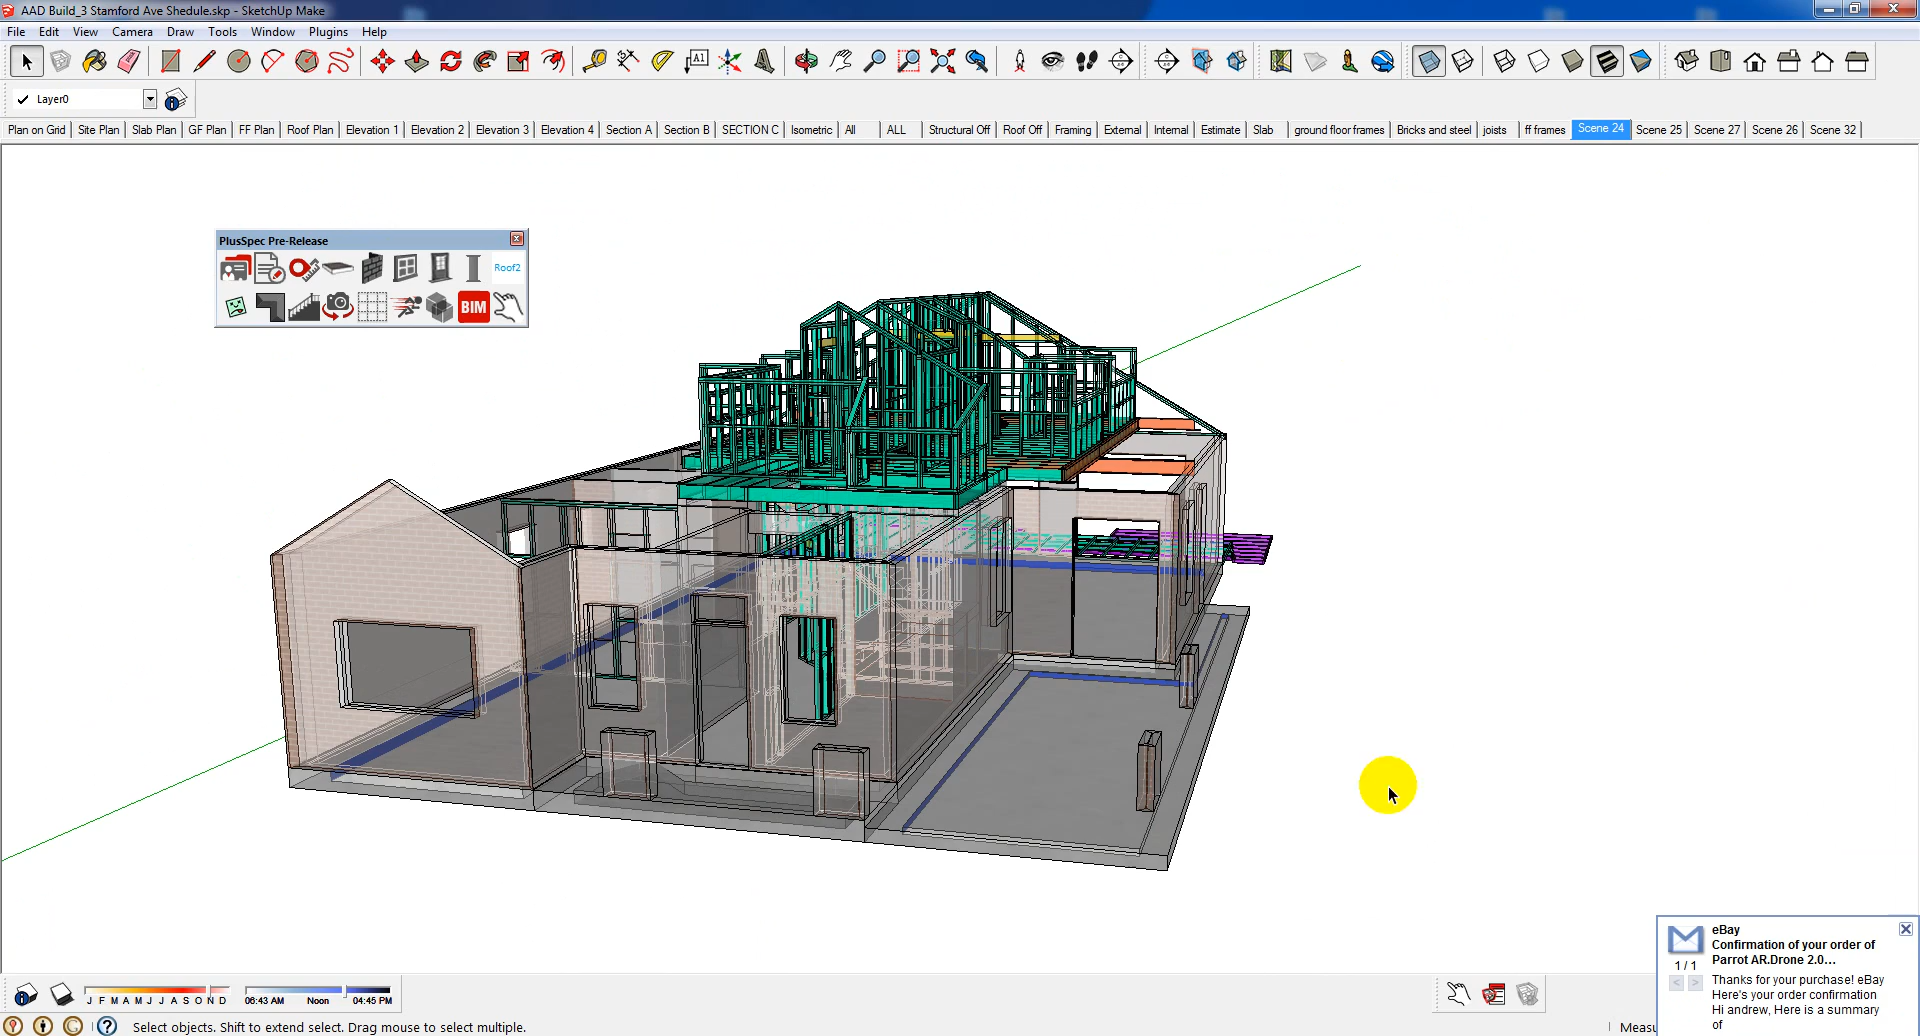 AAD Build_3 Stamford Ave Shedule.skp - SketchUp Make
File Edit View Camera Draw Tools Window Plugins Help
A1
Layer0
Plan on Grid Site Plan Slab Plan GF Plan FF Plan Roof Plan Elevation 1 Elevation 2 Elevation 3 Elevation 4 Section A Section B SECTION C Isometric All ALL Structural Off Roof Off Framing External Internal Estimate Slab ground floor frames Bricks and steel joists ff frames Scene 24 Scene 25 Scene 27 Scene 26 Scene 32
PlusSpec Pre-Release
Roof2
BIM
eBay
Confirmation of your order of
Parrot AR.Drone 2.0...
1 / 1
Thanks for your purchase! eBay
Here's your order confirmation
Hi andrew, Here is a summary
of
J F M A M J J A S O N D
06:43 AM Noon 04:45 PM
Select objects. Shift to extend select. Drag mouse to select multiple.
Measu